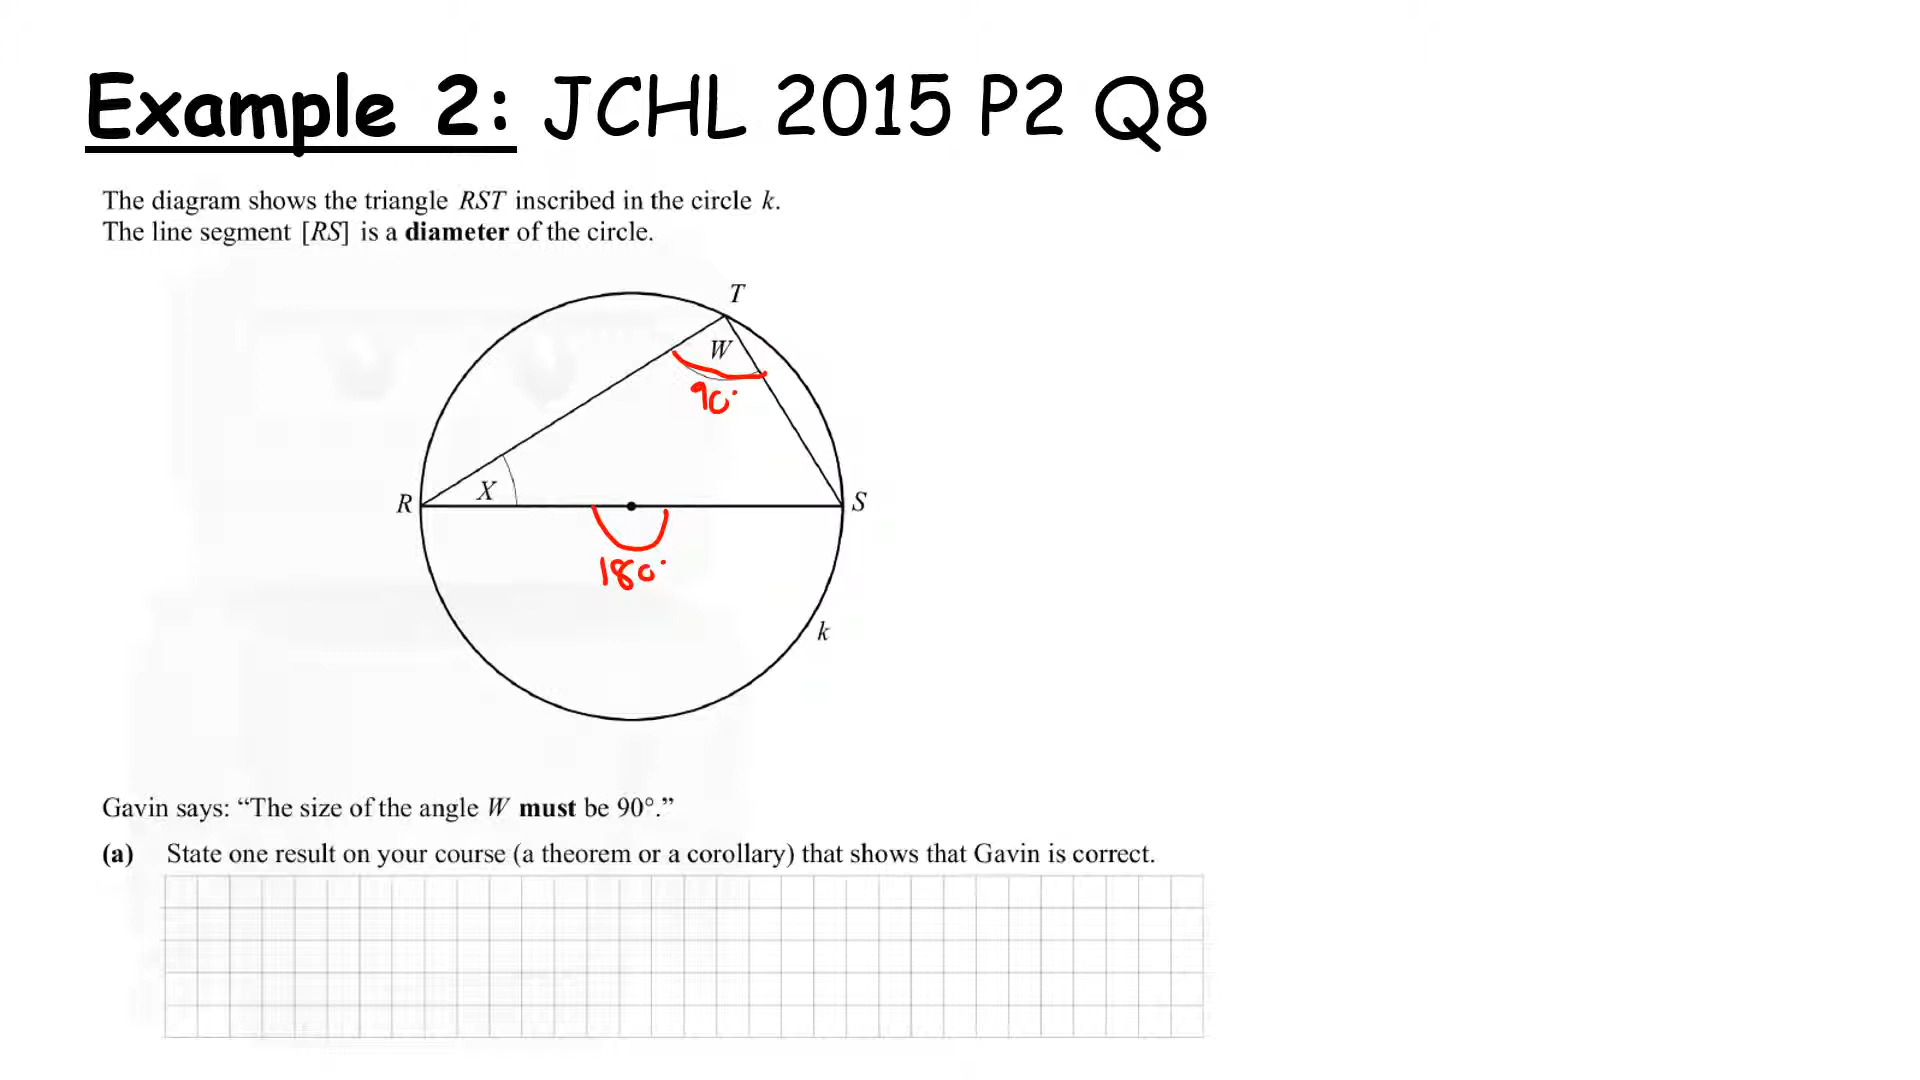 Example 2: JCHL 2015 P2 Q8
The diagram shows the triangle RST inscribed in the circle k.
The line segment [RS] is a diameter of the circle.
T
W
90°
R
X
S
180°
k
Gavin says: “The size of the angle W must be 90°.”
(a) State one result on your course (a theorem or a corollary) that shows that Gavin is correct.